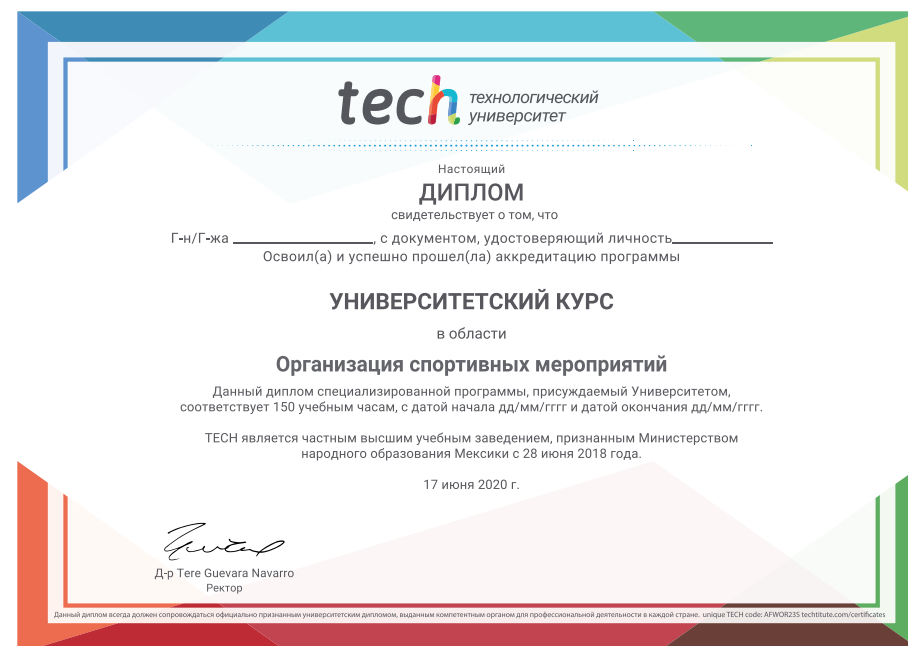 tech технологический
университет
Настоящий
ДИПЛОМ
свидетельствует о том, что
Г-н/Г-жа , с документом, удостоверяющий личность
Освоил(а) и успешно прошел(ла) аккредитацию программы
УНИВЕРСИТЕТСКИЙ КУРС
в области
Организация спортивных мероприятий
Данный диплом специализированной программы, присуждаемый Университетом,
соответствует 150 учебным часам, с датой начала дд/мм/гггг и датой окончания дд/мм/гггг.
TECH является частным высшим учебным заведением, признанным Министерством
народного образования Мексики с 28 июня 2018 года.
17 июня 2020 г.
Д-р Tere Guevara Navarro
Ректор
Данный диплом всегда должен сопровождаться официально признанным университетским дипломом, выданным компетентным органом для профессиональной деятельности в каждой стране. unique TECH code: AFWOR235 techtitute.com/certificates